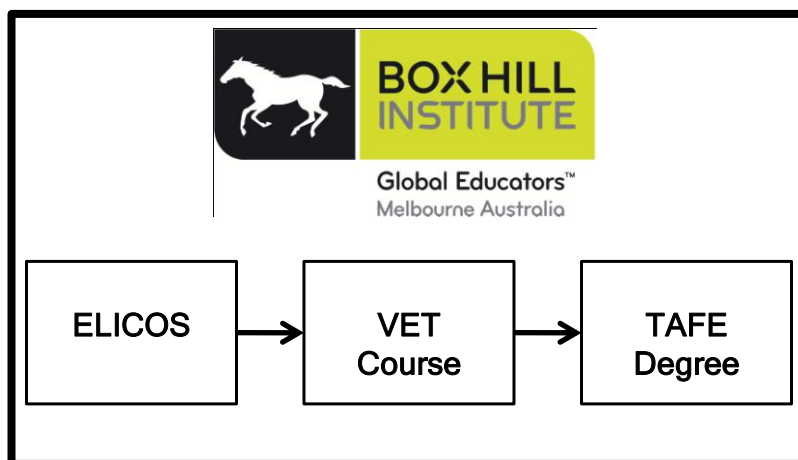 BOX HILL
INSTITUTE
Global Educators™
Melbourne Australia
ELICOS
VET
Course
TAFE
Degree